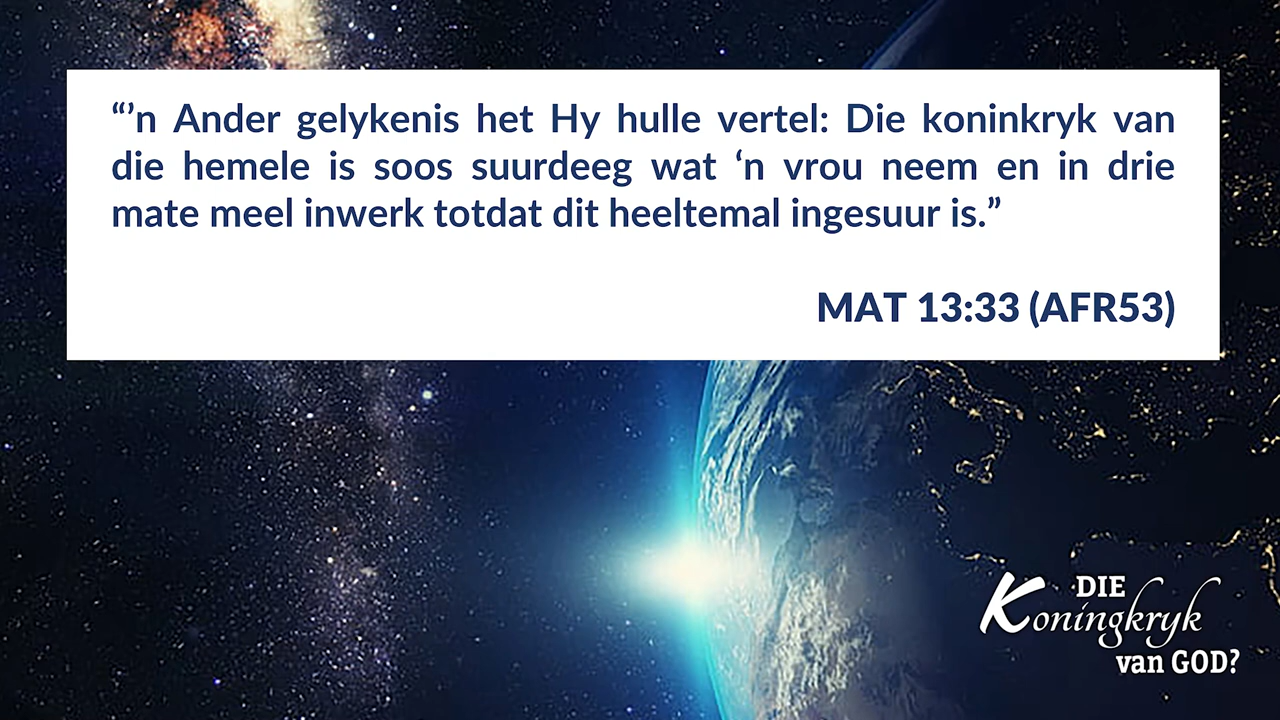 “’n Ander gelykenis het Hy hulle vertel: Die koninkryk van
die hemele is soos suurdeeg wat ‘n vrou neem en in drie
mate meel inwerk totdat dit heeltemal ingesuur is.”
MAT 13:33 (AFR53)
DIE
Koningkryk
van GOD?